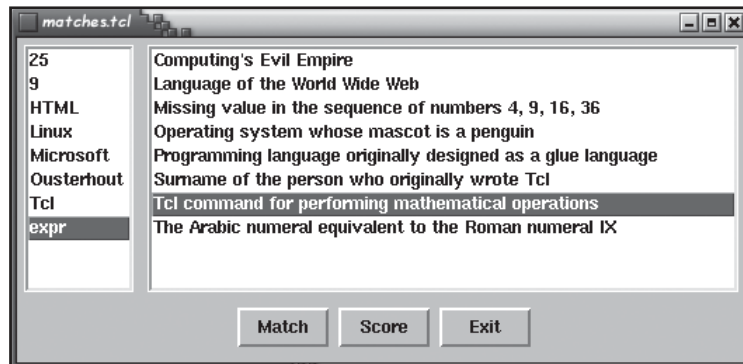 matches.tcl
25
9
HTML
Linux
Microsoft
Ousterhout
Tcl
expr
Computing's Evil Empire
Language of the World Wide Web
Missing value in the sequence of numbers 4, 9, 16, 36
Operating system whose mascot is a penguin
Programming language originally designed as a glue language
Surname of the person who originally wrote Tcl
Tcl command for performing mathematical operations
The Arabic numeral equivalent to the Roman numeral IX
Match Score Exit